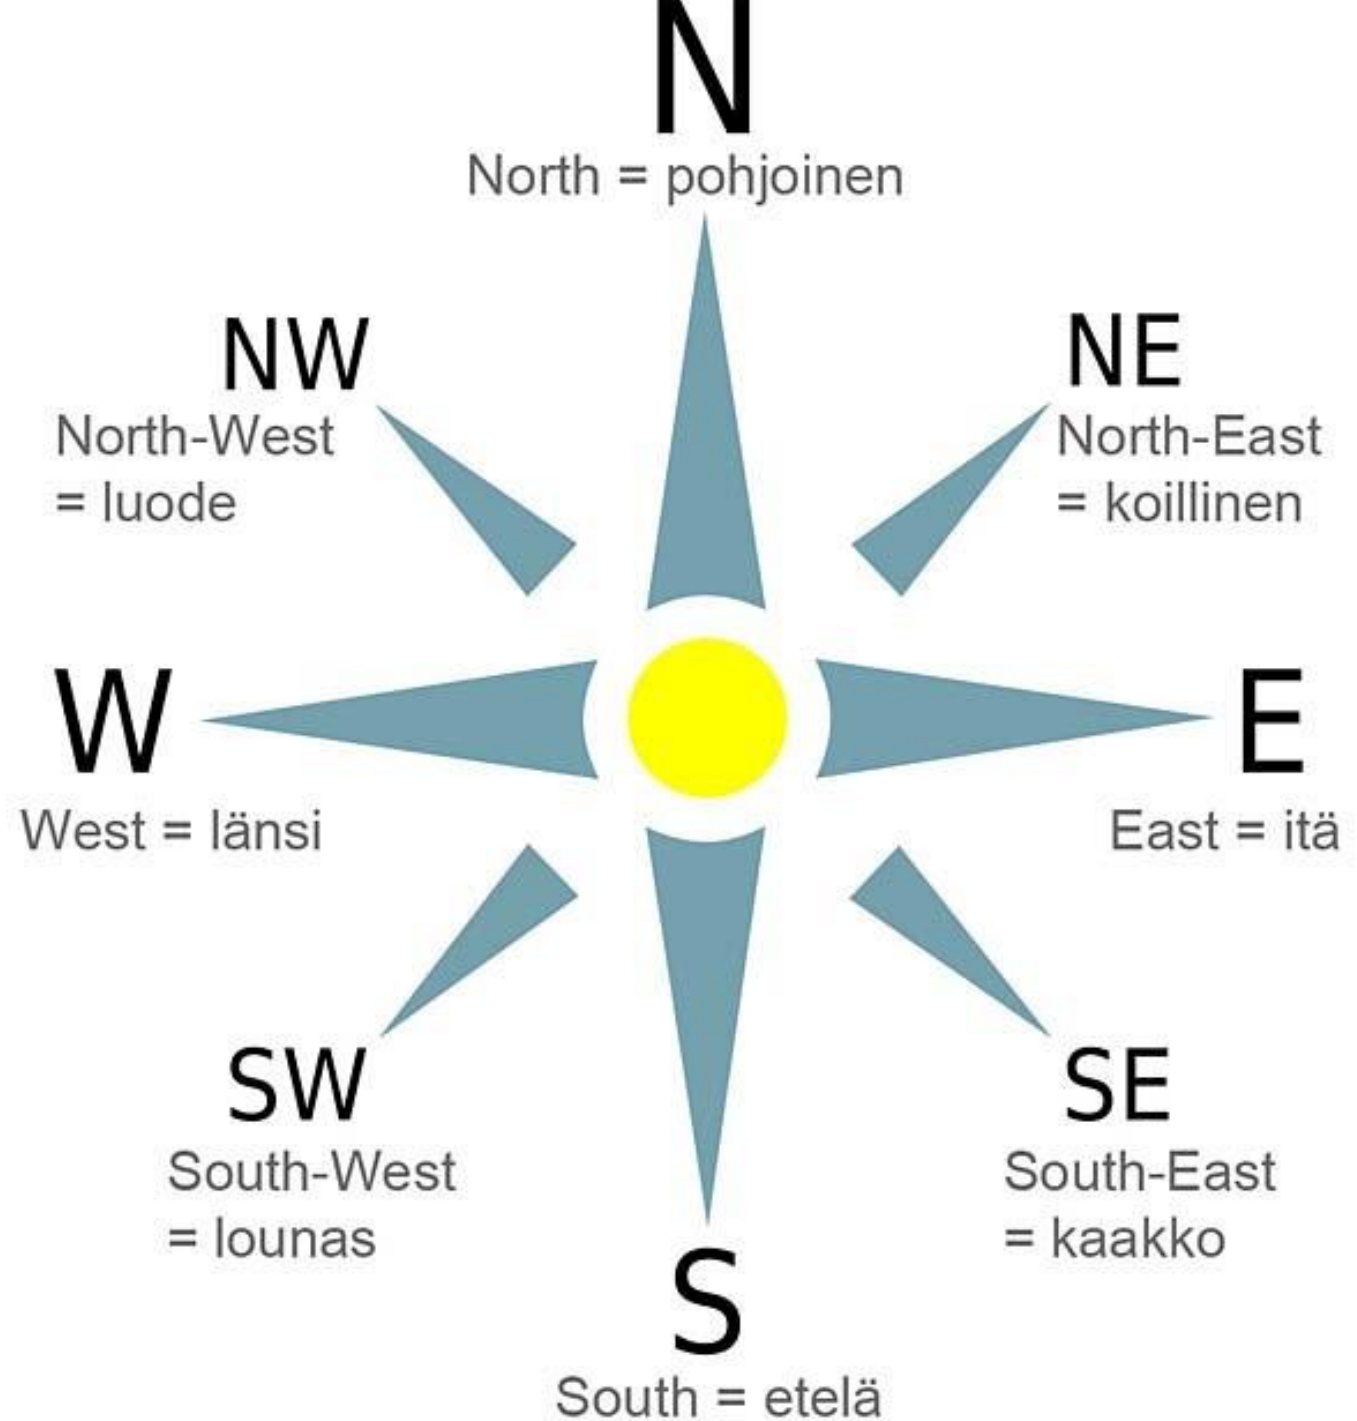 N
North = pohjoinen
NW
North-West
= luode
NE
North-East
= koillinen
W
West = länsi
E
East = itä
SW
South-West
= lounas
SE
South-East
= kaakko
S
South = etelä